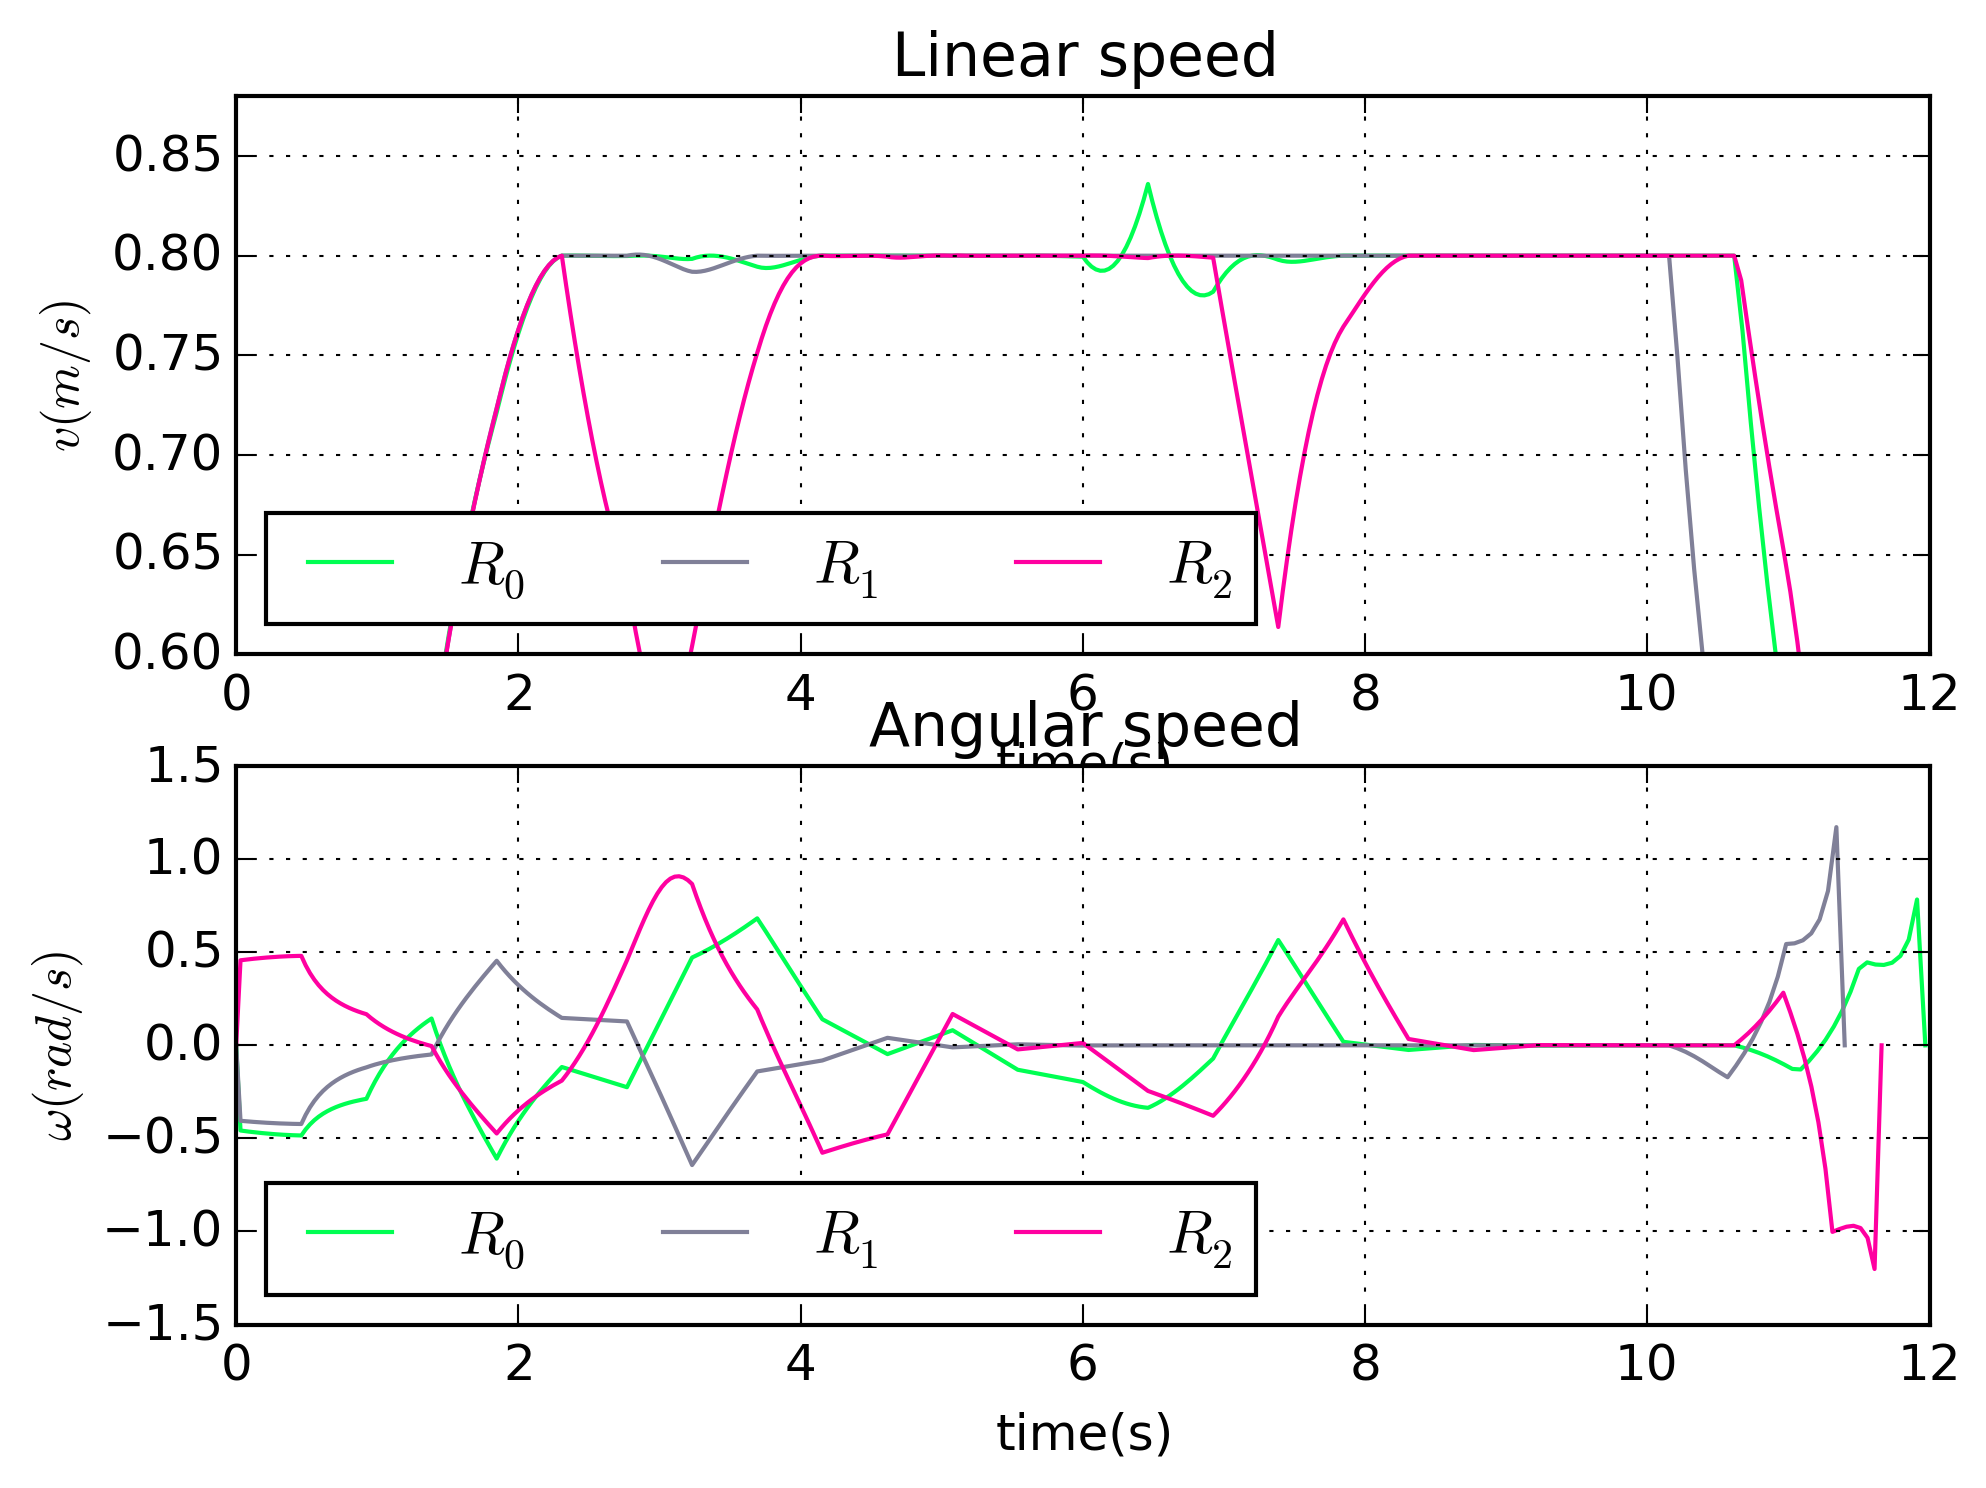 Linear speed
0.85
0.80
0.75
0.70
0.65
0.60
v(m/s)
R0 R1 R2
0 2 4 6 8 10 12
time(s)
Angular speed
1.5
1.0
0.5
0.0
−0.5
−1.0
−1.5
ω(rad/s)
R0 R1 R2
0 2 4 6 8 10 12
time(s)